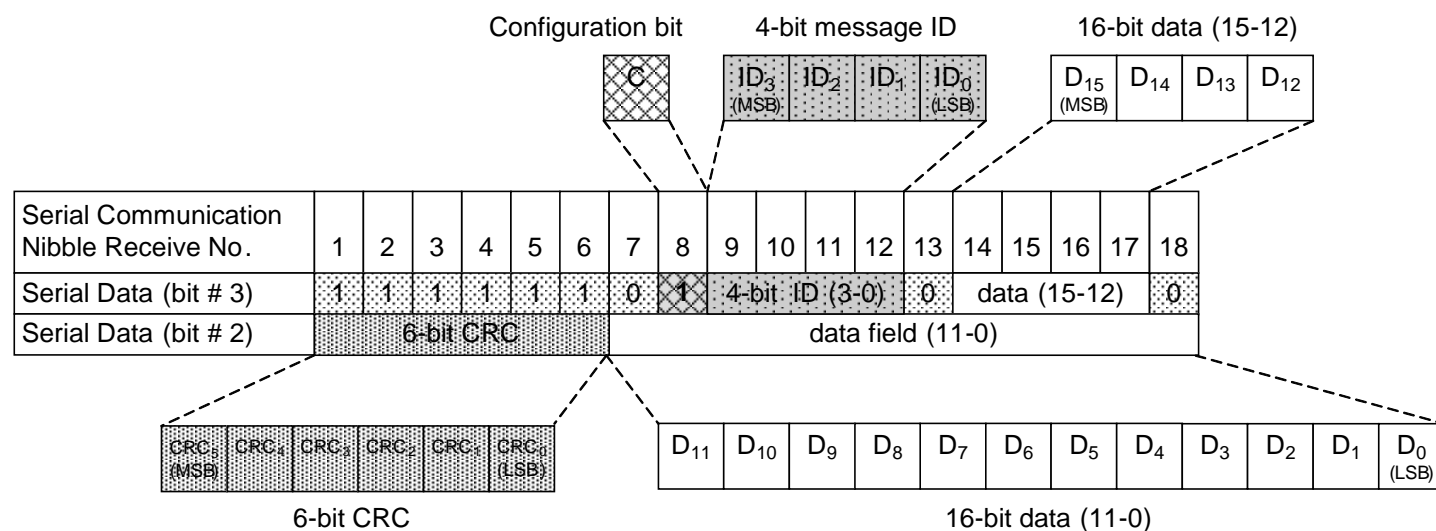 Configuration bit 4-bit message ID 16-bit data (15-12)
C ID3 (MSB) ID2 ID1 ID0 (LSB) D15 (MSB) D14 D13 D12
Serial Communication Nibble Receive No. 1 2 3 4 5 6 7 8 9 10 11 12 13 14 15 16 17 18
Serial Data (bit # 3) 1 1 1 1 1 1 0 1 4-bit ID (3-0) 0 data (15-12) 0
Serial Data (bit # 2) 6-bit CRC data field (11-0)
CRC5 (MSB) CRC4 CRC3 CRC2 CRC1 CRC0 (LSB) D11 D10 D9 D8 D7 D6 D5 D4 D3 D2 D1 D0 (LSB)
6-bit CRC 16-bit data (11-0)